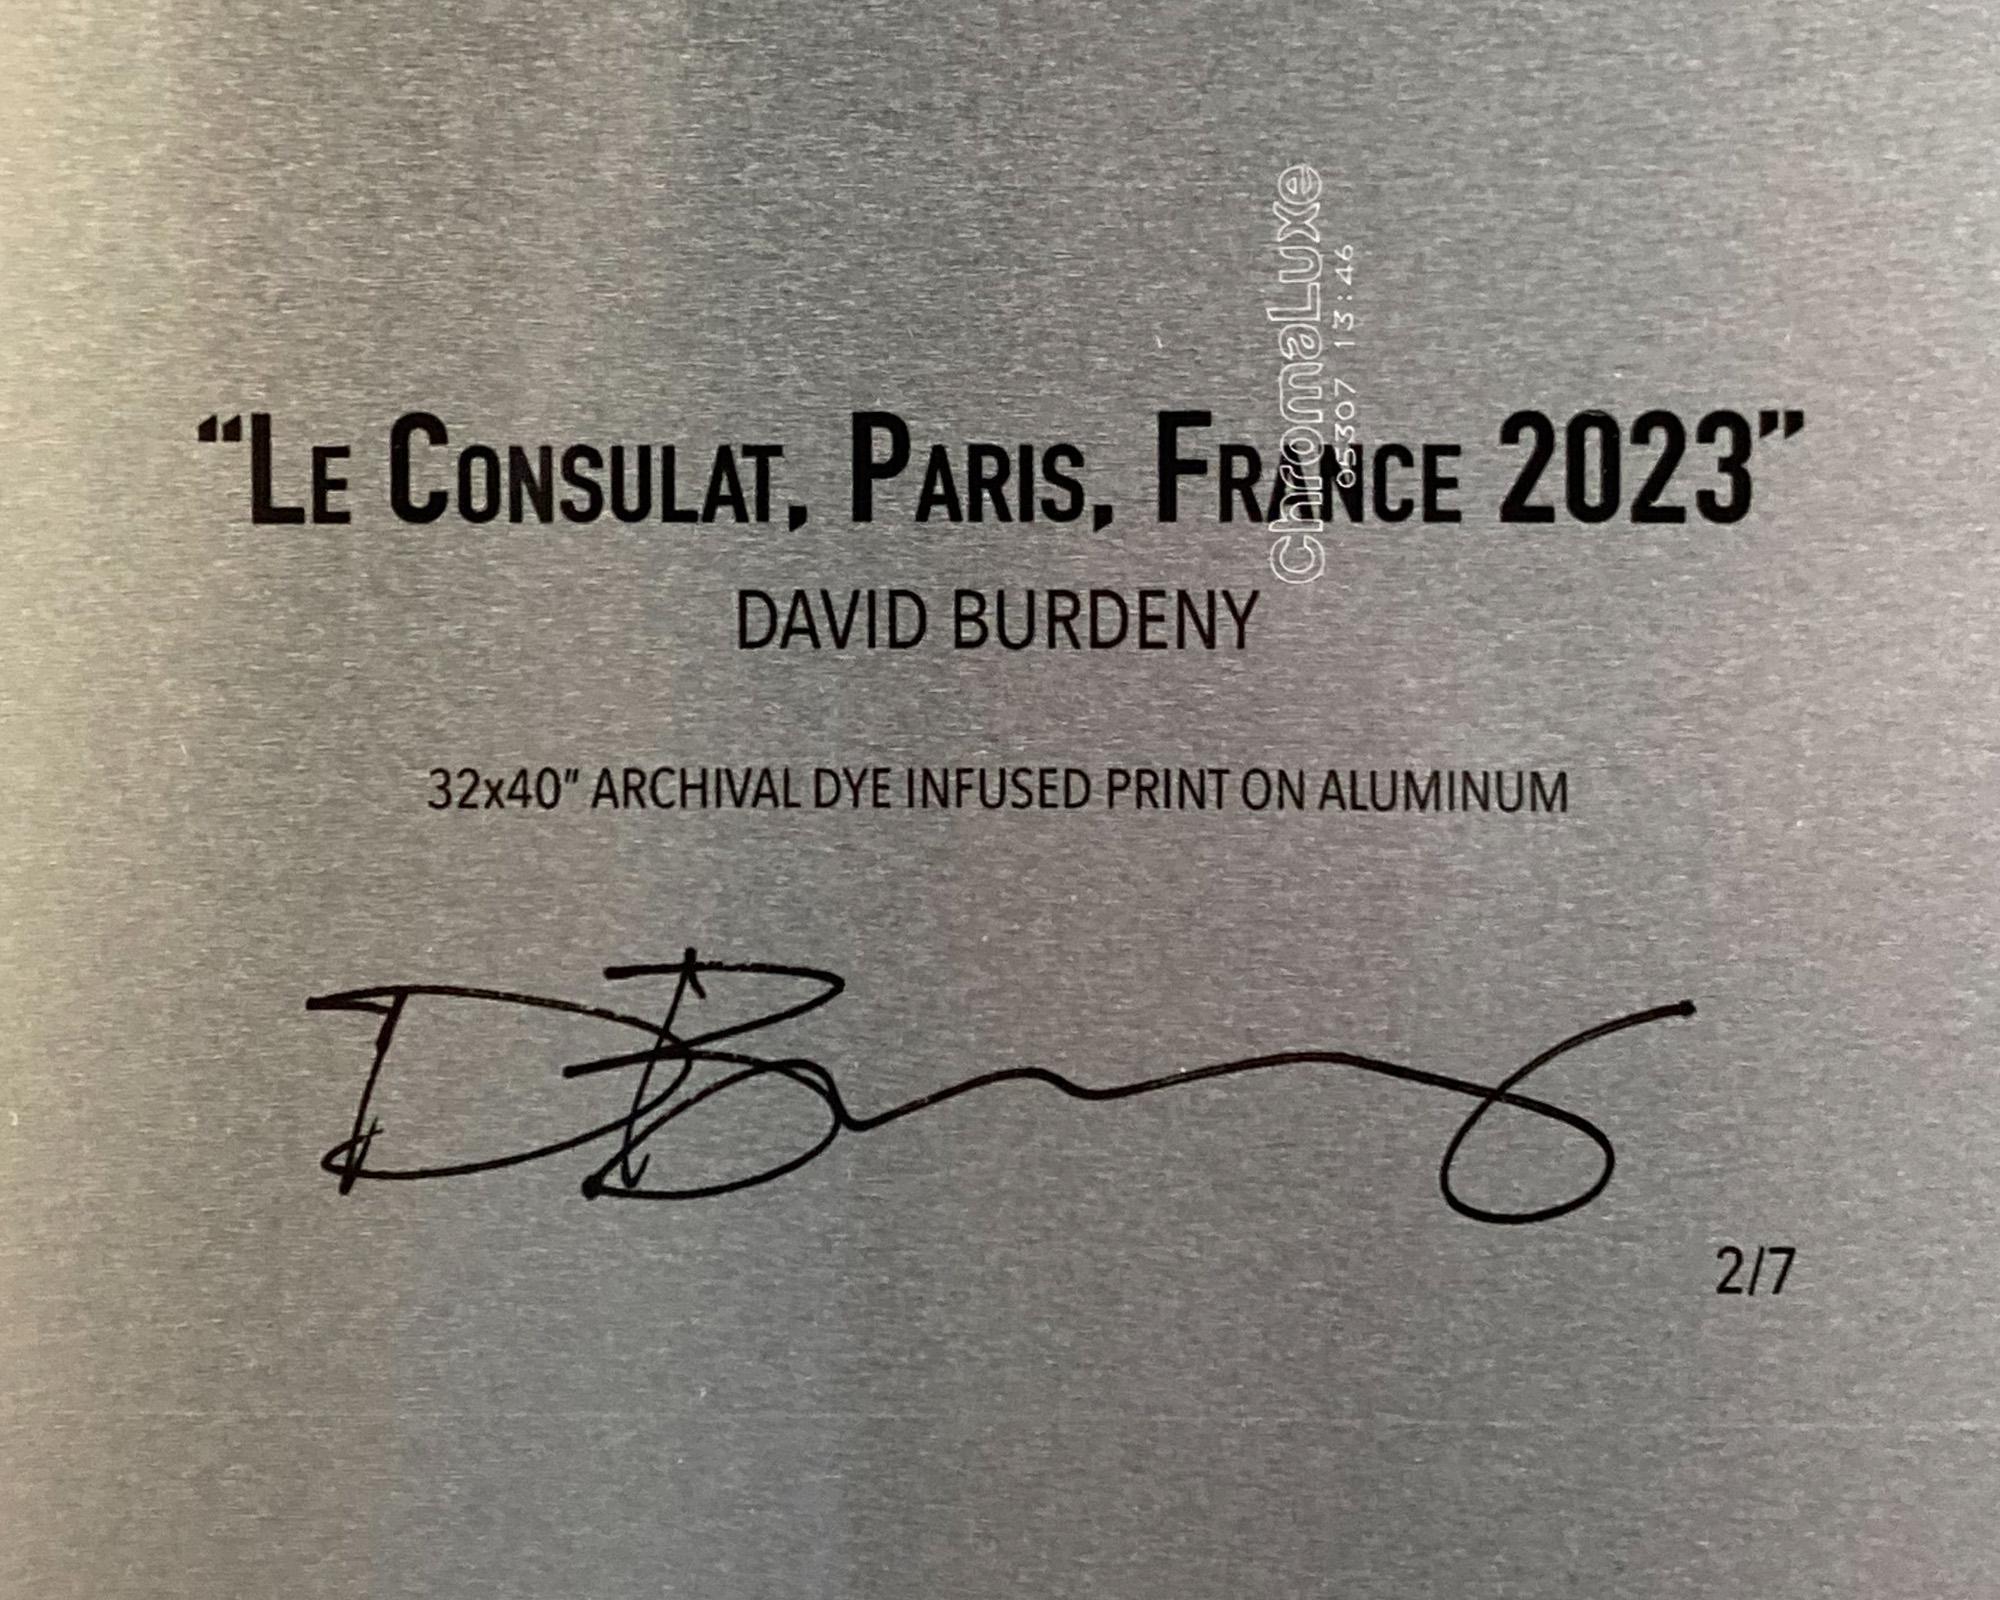 “Le Consulat, Paris, France 2023”
DAVID BURDENY
32x40” ARCHIVAL DYE INFUSED PRINT ON ALUMINUM
DB
2/7
ChromaLuxe
05307 13:46